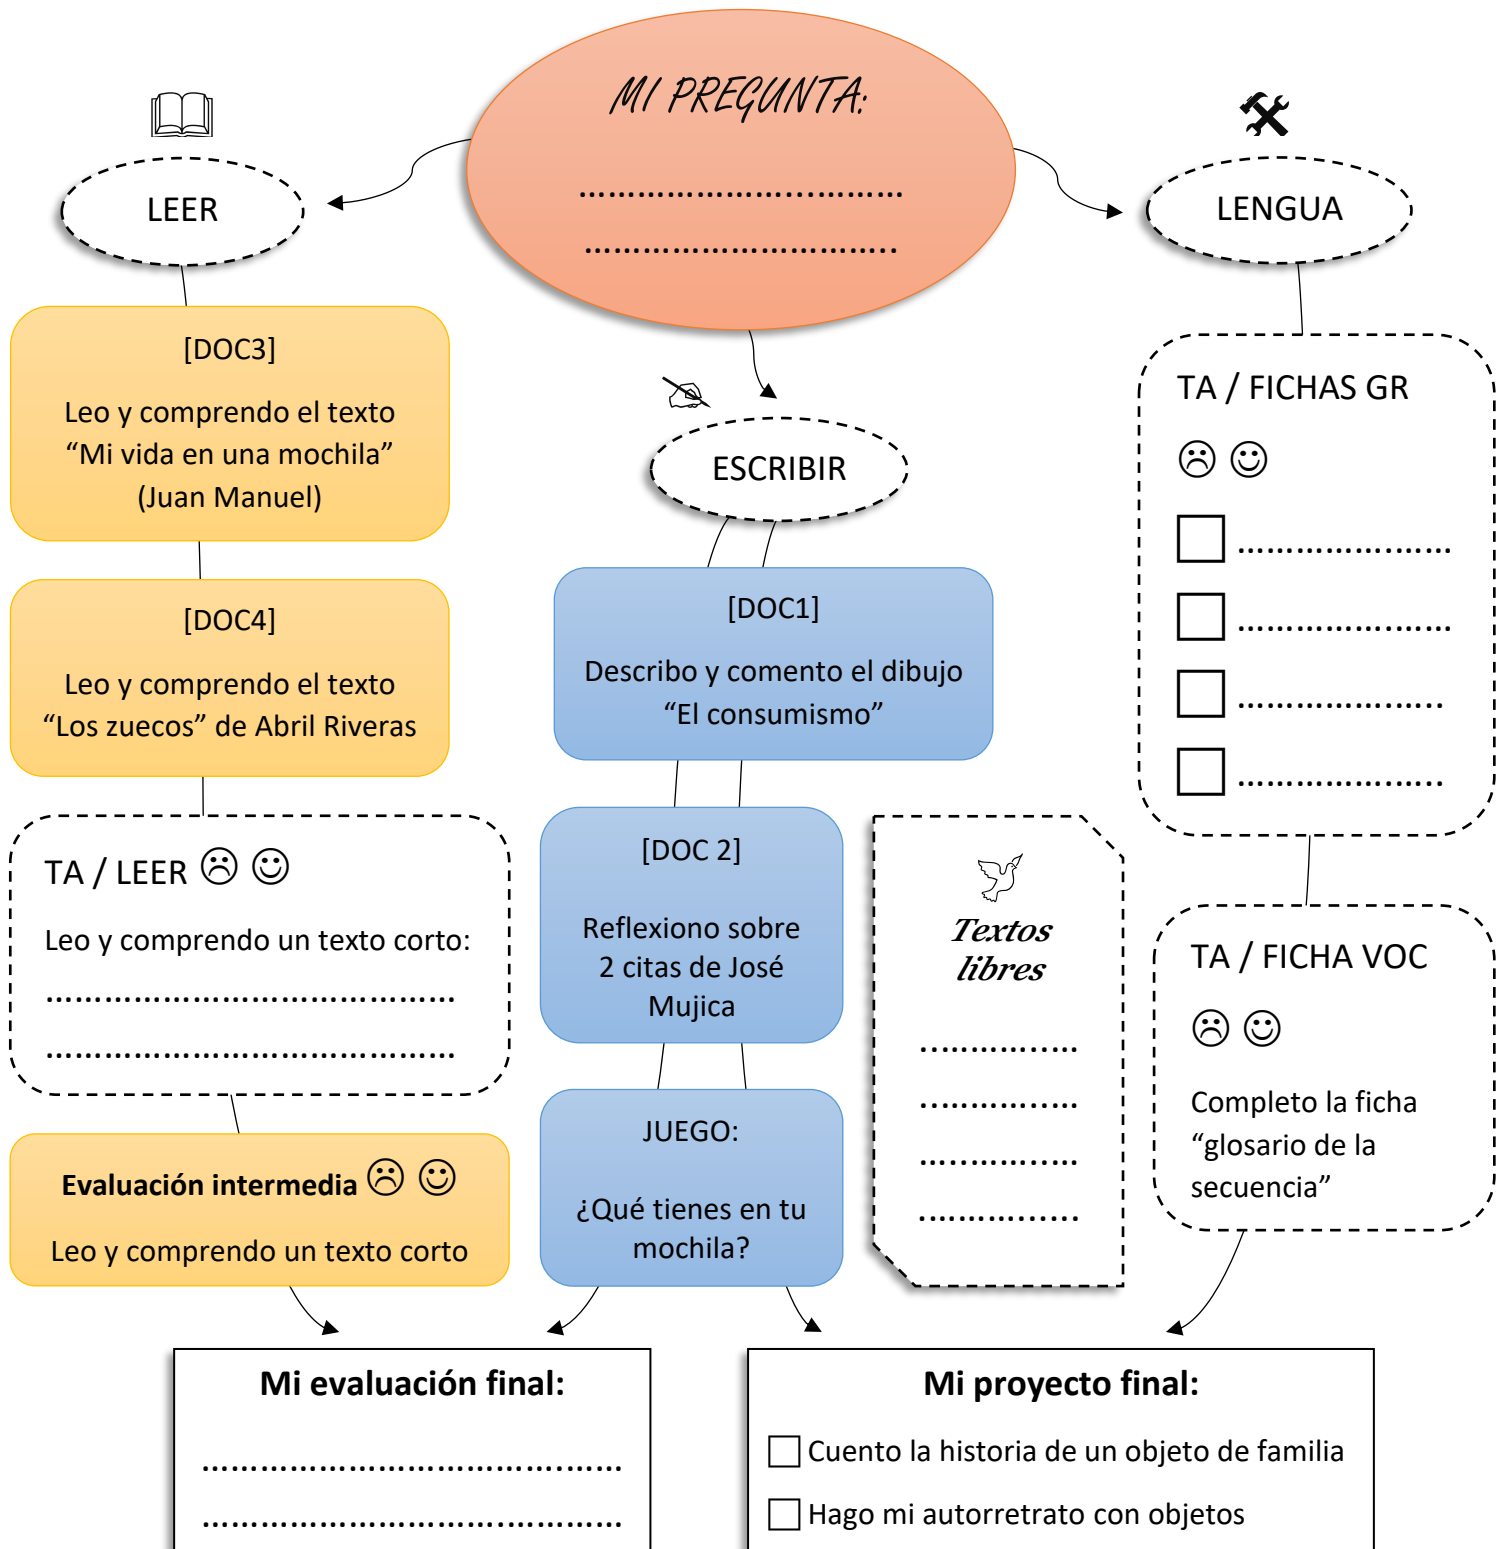 MI PREGUNTA:
................................
................................
LEER
[DOC3]
Leo y comprendo el texto
“Mi vida en una mochila”
(Juan Manuel)
[DOC4]
Leo y comprendo el texto
“Los zuecos” de Abril Riveras
TA / LEER ☹ ☺
Leo y comprendo un texto corto:
..........................................
..........................................
Evaluación intermedia ☹ ☺
Leo y comprendo un texto corto
ESCRIBIR
[DOC1]
Describo y comento el dibujo
“El consumismo”
[DOC 2]
Reflexiono sobre
2 citas de José
Mujica
JUEGO:
¿Qué tienes en tu
mochila?
Textos
libres
................
................
................
................
LENGUA
TA / FICHAS GR
☹ ☺
......................
......................
......................
......................
TA / FICHA VOC
☹ ☺
Completo la ficha
“glosario de la
secuencia”
Mi evaluación final:
...........................................
...........................................
Mi proyecto final:
Cuento la historia de un objeto de familia
Hago mi autorretrato con objetos